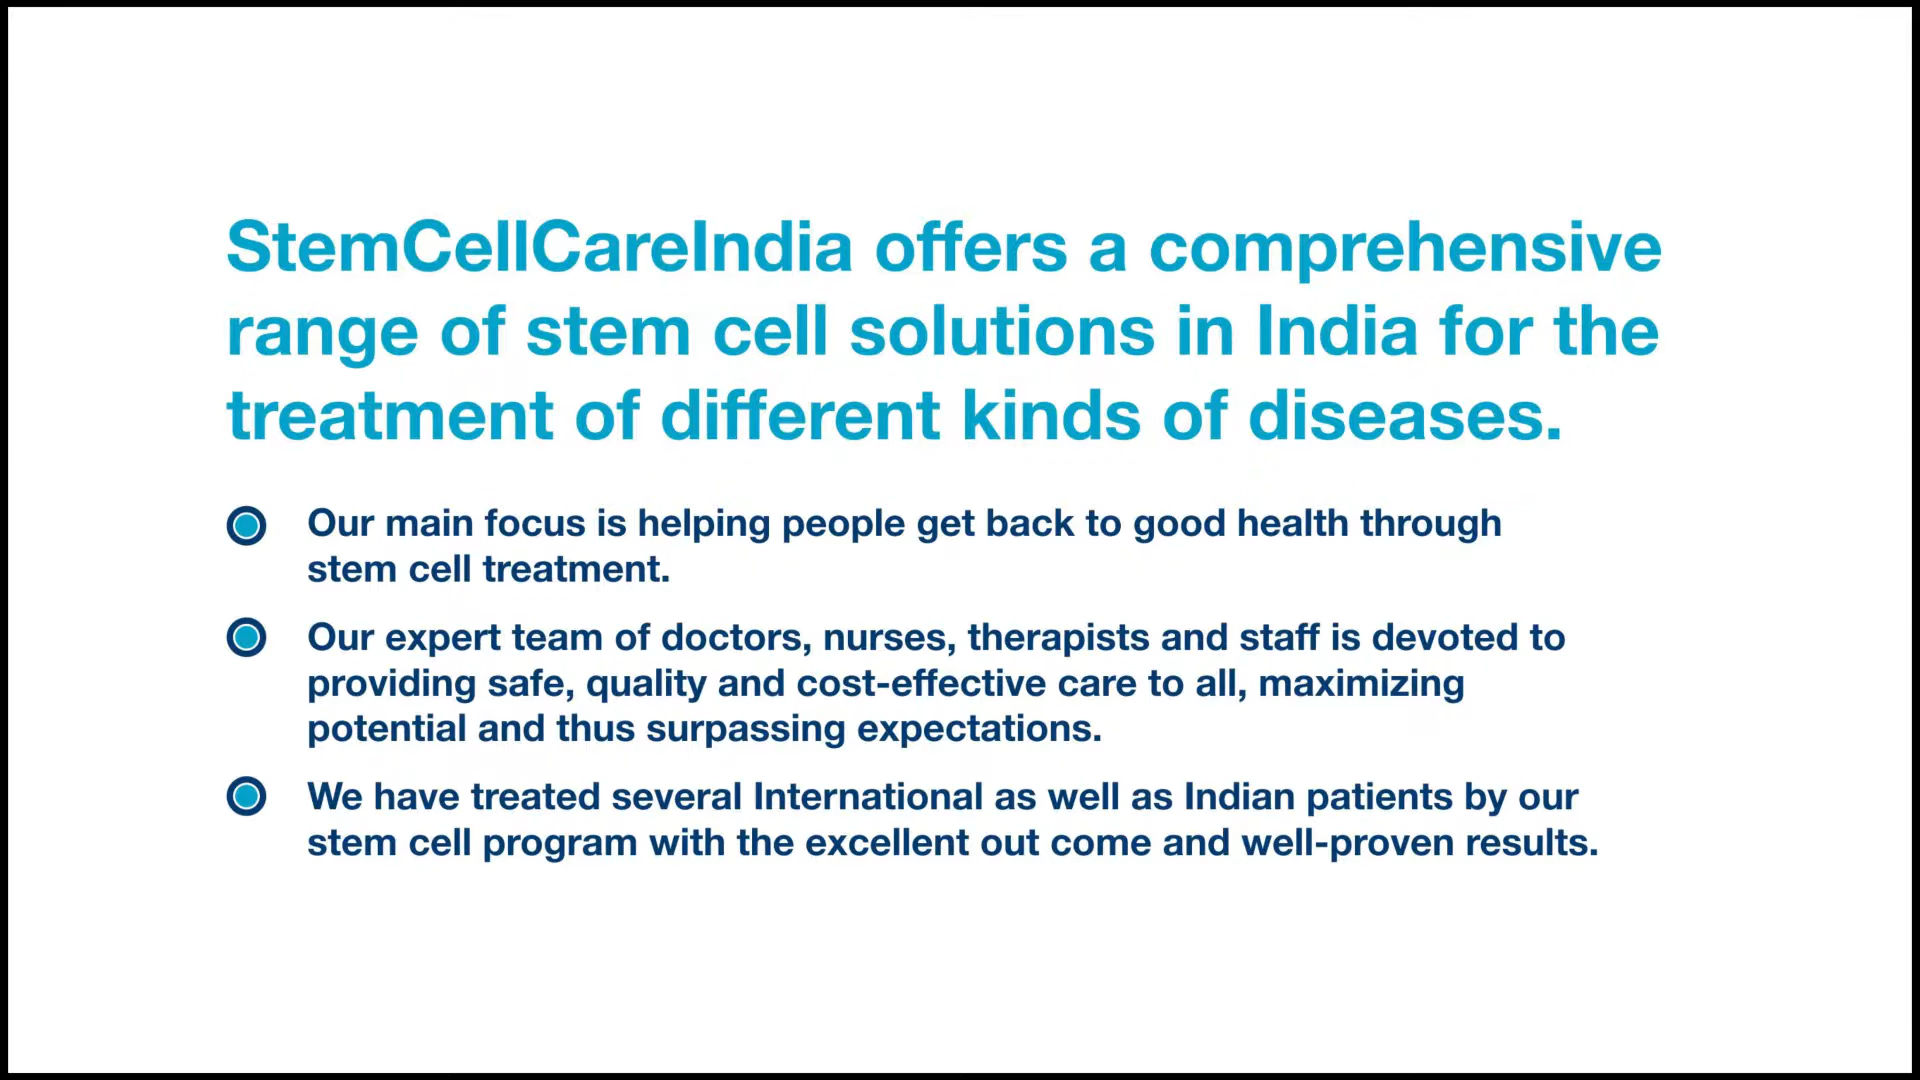 StemCellCareIndia offers a comprehensive
range of stem cell solutions in India for the
treatment of different kinds of diseases.
Our main focus is helping people get back to good health through
stem cell treatment.
Our expert team of doctors, nurses, therapists and staff is devoted to
providing safe, quality and cost-effective care to all, maximizing
potential and thus surpassing expectations.
We have treated several International as well as Indian patients by our
stem cell program with the excellent out come and well-proven results.